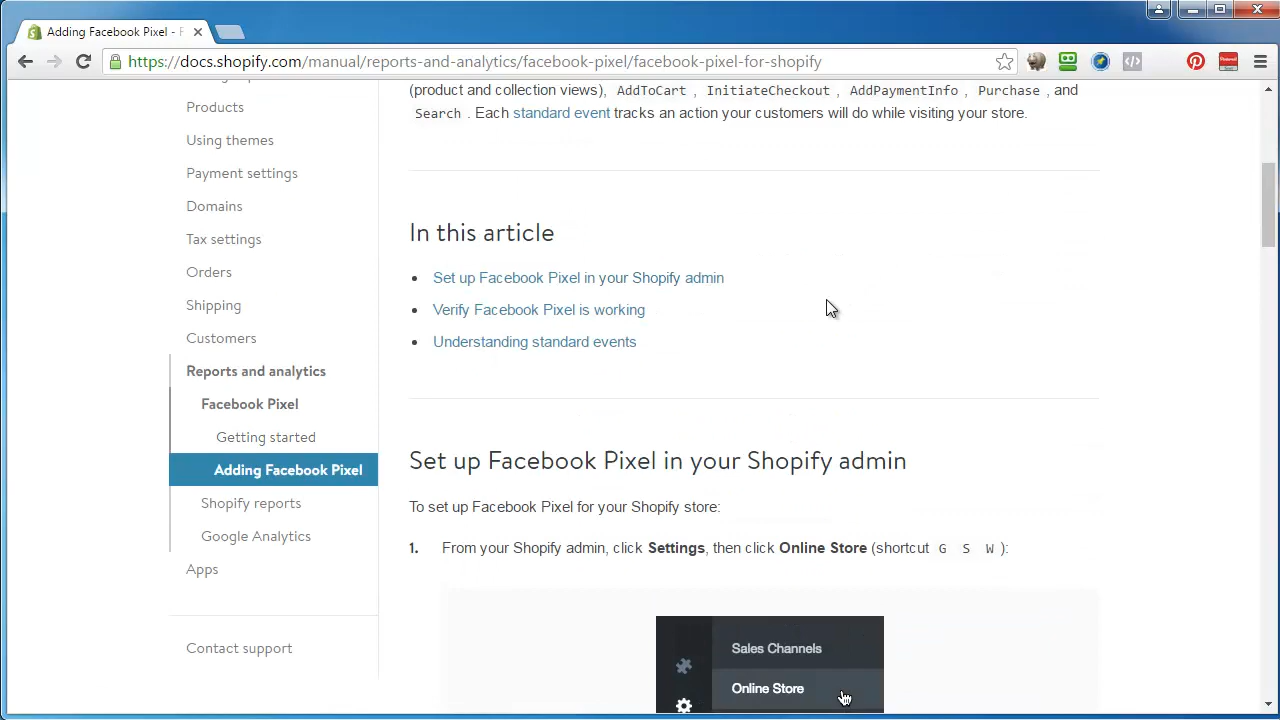 Adding Facebook Pixel - F
https://docs.shopify.com/manual/reports-and-analytics/facebook-pixel/facebook-pixel-for-shopify
(product and collection views), AddToCart , InitiateCheckout , AddPaymentInfo , Purchase , and
Search . Each standard event tracks an action your customers will do while visiting your store.
Products
Using themes
Payment settings
Domains
Tax settings
Orders
Shipping
Customers
Reports and analytics
Facebook Pixel
Getting started
Adding Facebook Pixel
Shopify reports
Google Analytics
Apps
Contact support
In this article
Set up Facebook Pixel in your Shopify admin
Verify Facebook Pixel is working
Understanding standard events
Set up Facebook Pixel in your Shopify admin
To set up Facebook Pixel for your Shopify store:
1. From your Shopify admin, click Settings, then click Online Store (shortcut G S W ):
Sales Channels
Online Store